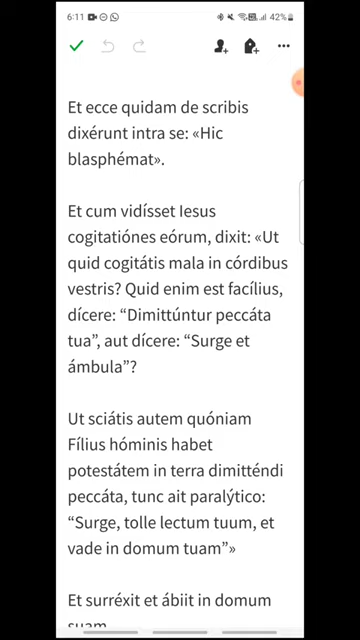 6:11
42%
Et ecce quidam de scribis
dixérunt intra se: «Hic
blasphémat».
Et cum vidísset Iesus
cogitatiónes eórum, dixit: «Ut
quid cogitátis mala in córdibus
vestris? Quid enim est facílius,
dícere: “Dimittúntur peccáta
tua”, aut dícere: “Surge et
ámbula”?
Ut sciátis autem quóniam
Fílius hóminis habet
potestátem in terra dimitténdi
peccáta, tunc ait paralýtico:
“Surge, tolle lectum tuum, et
vade in domum tuam”»
Et surréxit et ábiit in domum
suam